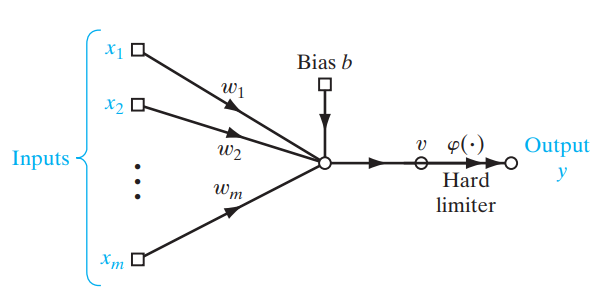 x1
w1
Bias b
x2
w2
v φ(·)
Output
y
Inputs
Hard
limiter
wm
xm